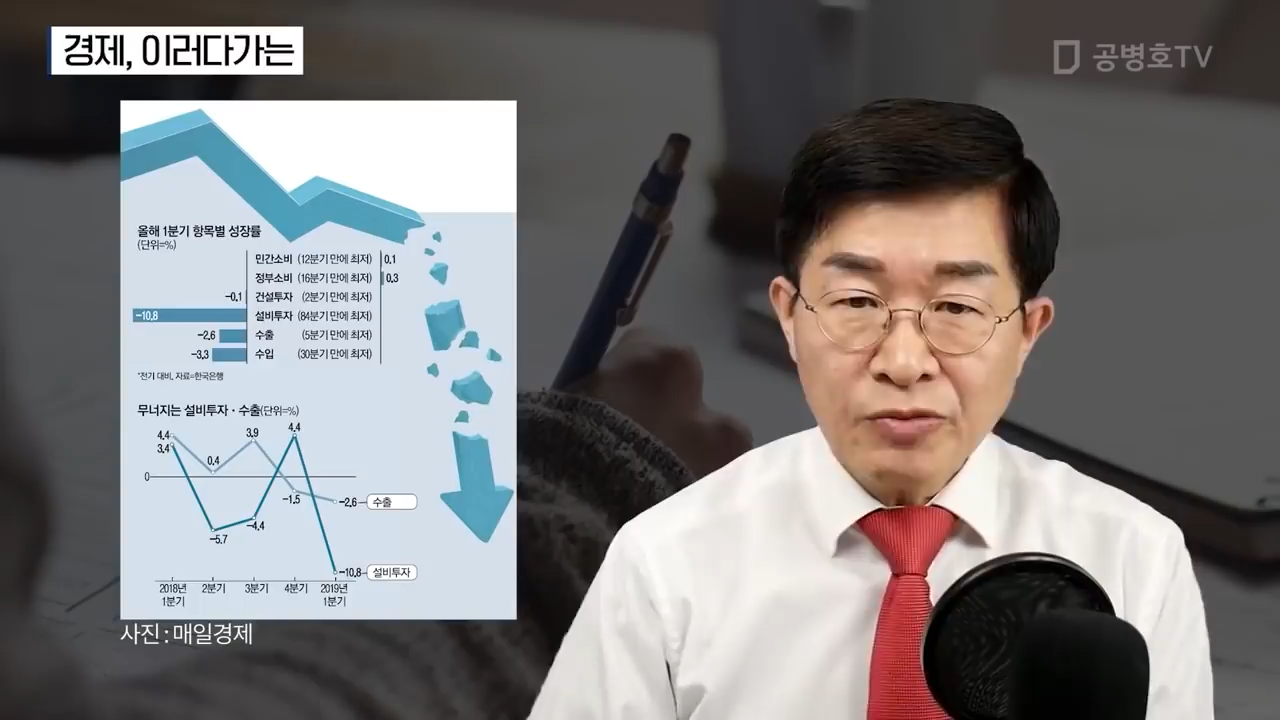 경제, 이러다가는
공병호TV
올해 1분기 항목별 성장률
(단위=%)
민간소비 (12분기 만에 최저) 0.1
정부소비 (16분기 만에 최저) 0.3
-0.1 건설투자 (2분기 만에 최저)
-10.8 설비투자 (84분기 만에 최저)
-2.6 수출 (5분기 만에 최저)
-3.3 수입 (30분기 만에 최저)
*전기 대비, 자료=한국은행
무너지는 설비투자·수출(단위=%)
4.4
3.4
0.4
3.9
4.4
0
-5.7
-4.4
-1.5
-2.6 수출
-10.8 설비투자
2018년 1분기
2분기
3분기
4분기
2019년 1분기
사진 : 매일경제